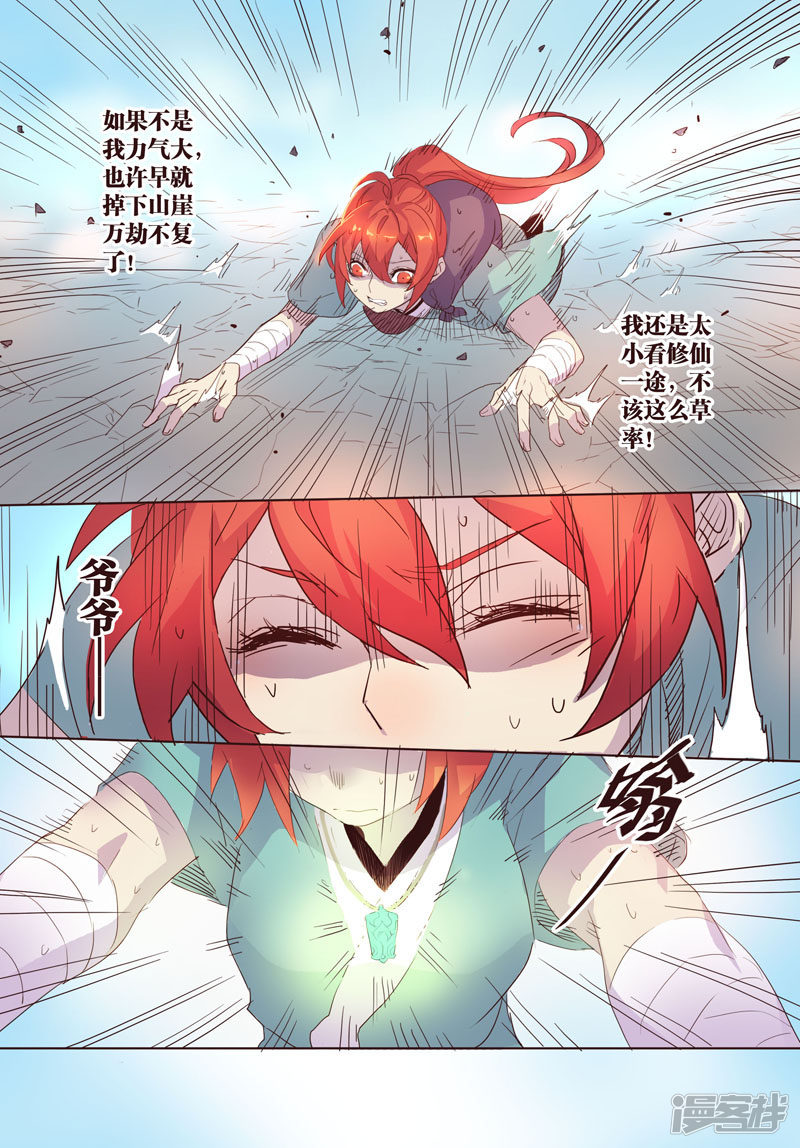 如果不是
我力气大，
也许早就
掉下山崖
万劫不复
了！
我还是太
小看修仙
一途，不
该这么草
率！
爷爷——
嗡—
漫客栈